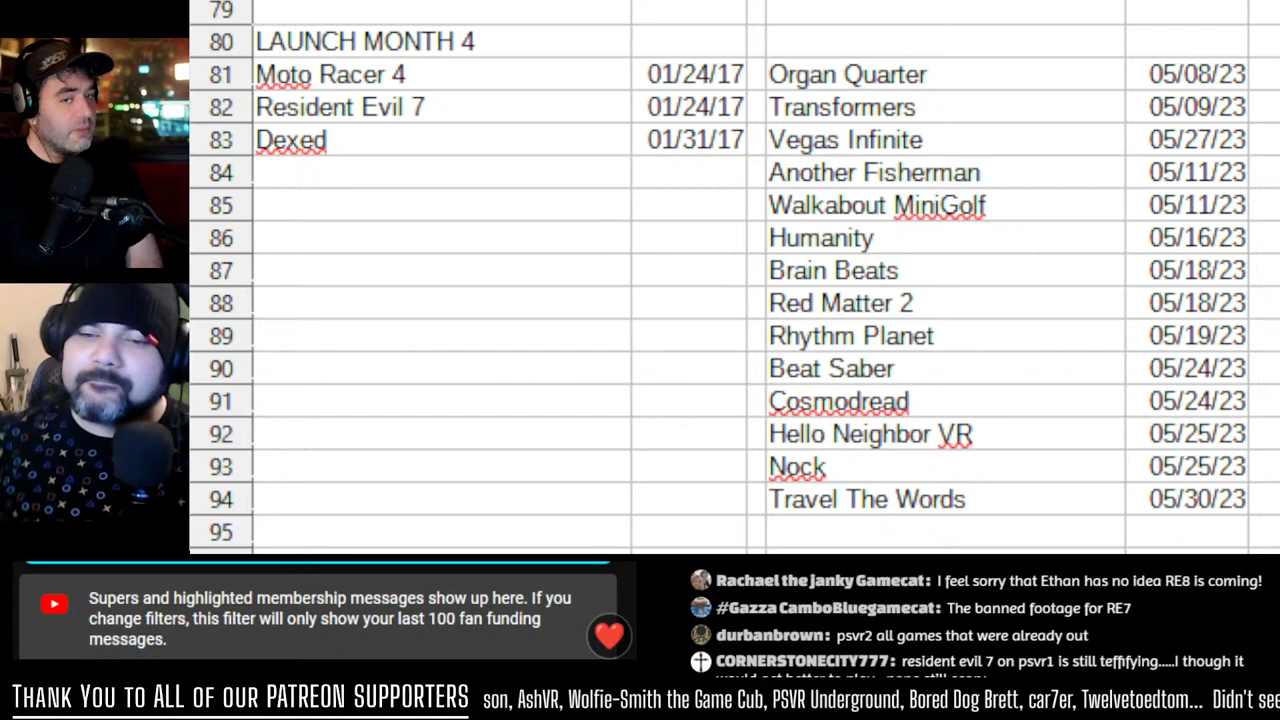 79
80 LAUNCH MONTH 4
81 Moto Racer 4 01/24/17 Organ Quarter 05/08/23
82 Resident Evil 7 01/24/17 Transformers 05/09/23
83 Dexed 01/31/17 Vegas Infinite 05/27/23
84 Another Fisherman 05/11/23
85 Walkabout MiniGolf 05/11/23
86 Humanity 05/16/23
87 Brain Beats 05/18/23
88 Red Matter 2 05/18/23
89 Rhythm Planet 05/19/23
90 Beat Saber 05/24/23
91 Cosmodread 05/24/23
92 Hello Neighbor VR 05/25/23
93 Nock 05/25/23
94 Travel The Words 05/30/23
95
Supers and highlighted membership messages show up here. If you
change filters, this filter will only show your last 100 fan funding
messages.
Rachael the janky Gamecat: I feel sorry that Ethan has no idea RE8 is coming!
#Gazza CamboBluegamecat: The banned footage for RE7
durbanbrown: psvr2 all games that were already out
CORNERSTONECITY777: resident evil 7 on psvr1 is still teffifying.....I though it
THANK YOU TO ALL OF OUR PATREON SUPPORTERS son, AshVR, Wolfie-Smith the Game Cub, PSVR Underground, Bored Dog Brett, car7er, Twelvetoedtom... Didn't see